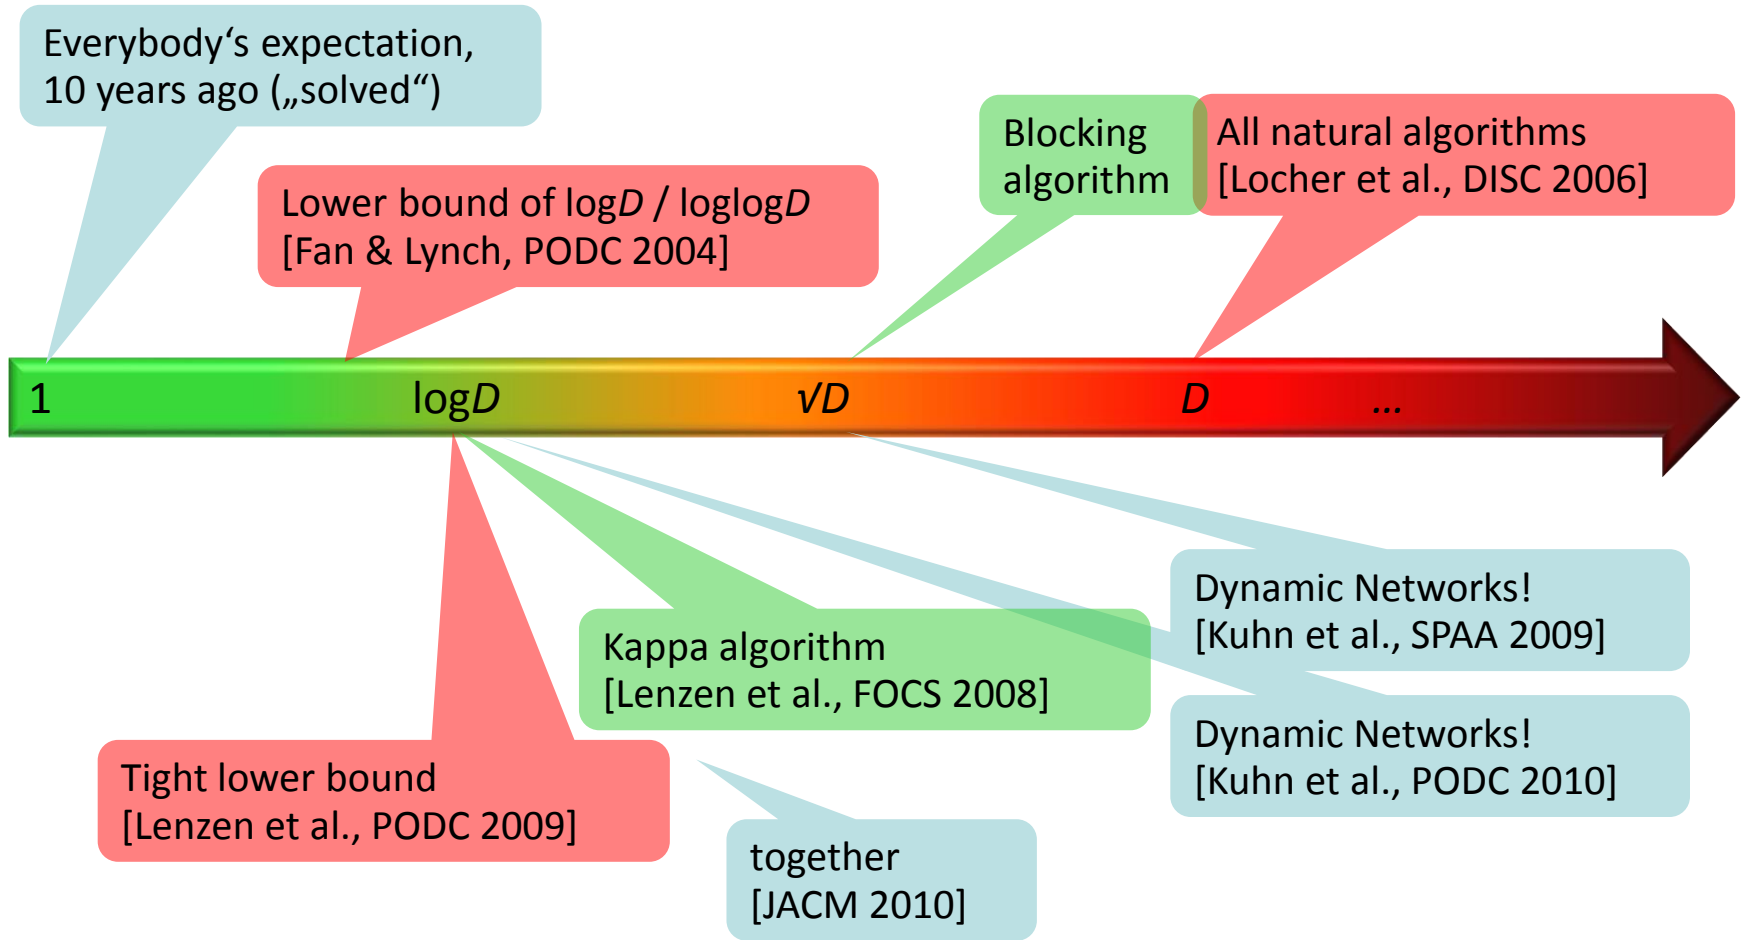 Everybody‘s expectation,
10 years ago („solved“)
Lower bound of logD / loglogD
[Fan & Lynch, PODC 2004]
Blocking
algorithm
All natural algorithms
[Locher et al., DISC 2006]
1
logD
√D
D
...
Dynamic Networks!
[Kuhn et al., SPAA 2009]
Kappa algorithm
[Lenzen et al., FOCS 2008]
Dynamic Networks!
[Kuhn et al., PODC 2010]
Tight lower bound
[Lenzen et al., PODC 2009]
together
[JACM 2010]